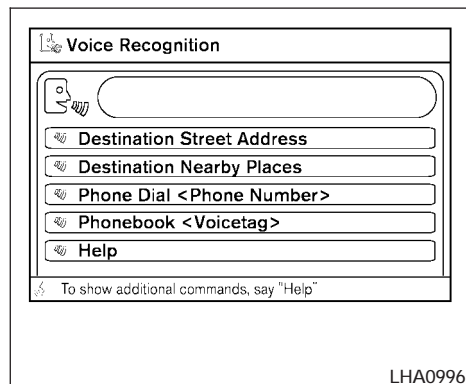 Voice Recognition
Destination Street Address
Destination Nearby Places
Phone Dial <Phone Number>
Phonebook <Voicetag>
Help
To show additional commands, say "Help"
LHA0996